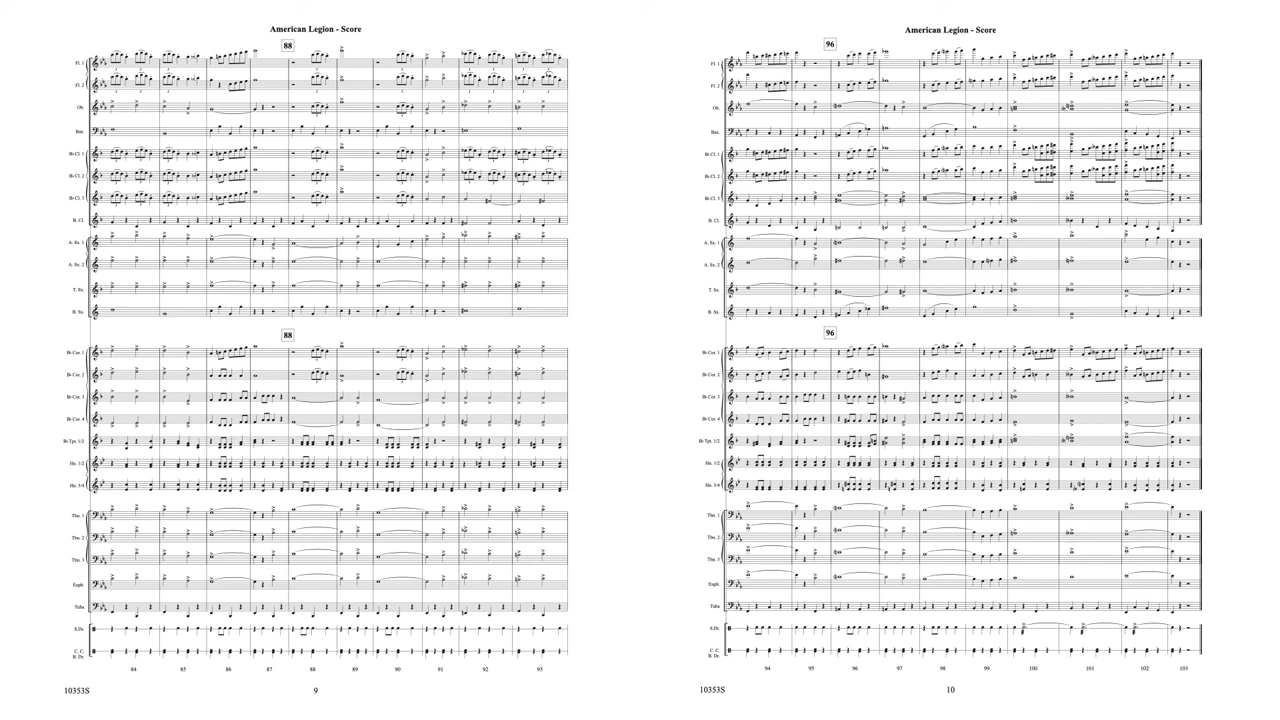 American Legion - Score
88
Fl. 1
Fl. 2
Ob.
Bsn.
B♭ Cl. 1
B♭ Cl. 2
B♭ Cl. 3
B. Cl.
A. Sx. 1
A. Sx. 2
T. Sx.
B. Sx.
88
B♭ Cor. 1
B♭ Cor. 2
B♭ Cor. 3
B♭ Cor. 4
B♭ Tpt. 1/2
Hn. 1/2
Hn. 3/4
Tbn. 1
Tbn. 2
Tbn. 3
Euph.
Tuba
S.Dr.
C. C.
B. Dr.
84 85 86 87 88 89 90 91 92 93
10353S 9
American Legion - Score
96
Fl. 1
Fl. 2
Ob.
Bsn.
B♭ Cl. 1
B♭ Cl. 2
B♭ Cl. 3
B. Cl.
A. Sx. 1
A. Sx. 2
T. Sx.
B. Sx.
96
B♭ Cor. 1
B♭ Cor. 2
B♭ Cor. 3
B♭ Cor. 4
B♭ Tpt. 1/2
Hn. 1/2
Hn. 3/4
Tbn. 1
Tbn. 2
Tbn. 3
Euph.
Tuba
S.Dr.
C. C.
B. Dr.
94 95 96 97 98 99 100 101 102 103
10353S 10